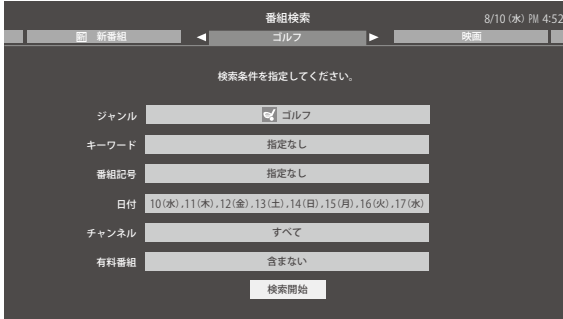 番組検索
8/10(水) PM 4:52
新 新番組 ◀ ゴルフ ▶ 映画
検索条件を指定してください。
ジャンル ゴルフ
キーワード 指定なし
番組記号 指定なし
日付 10(水),11(木),12(金),13(土),14(日),15(月),16(火),17(水)
チャンネル すべて
有料番組 含まない
検索開始